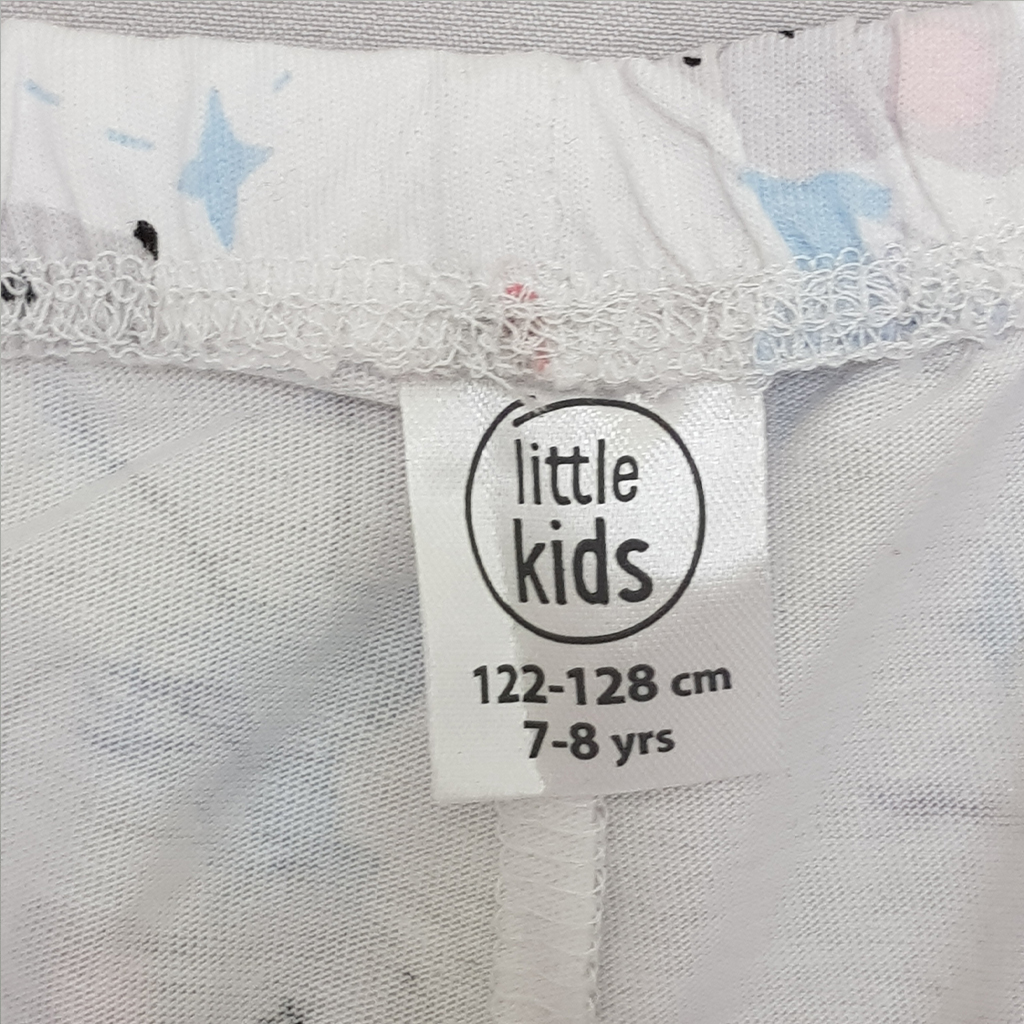 little
kids
122-128 cm
7-8 yrs